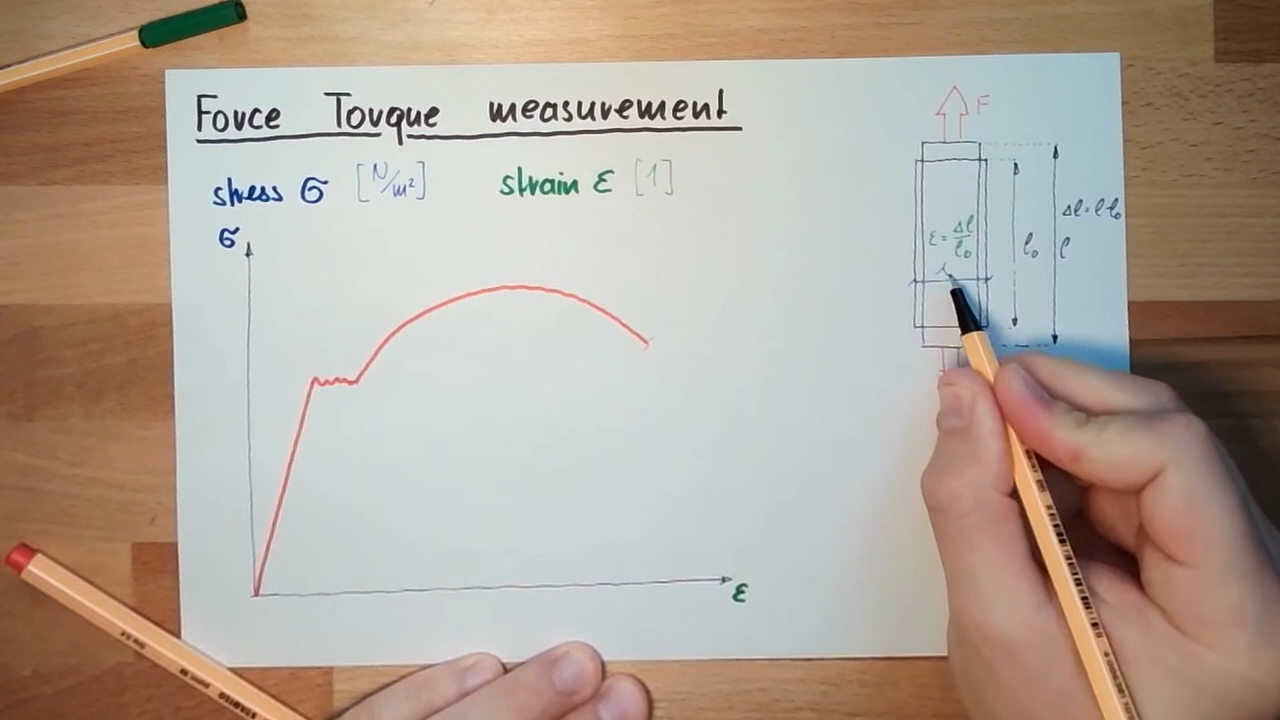 Force Torque measurement
stress σ [N/m²] strain ε [1]
σ
ε
F
ε = Δl/l₀
l₀
Δl = l-l₀
l